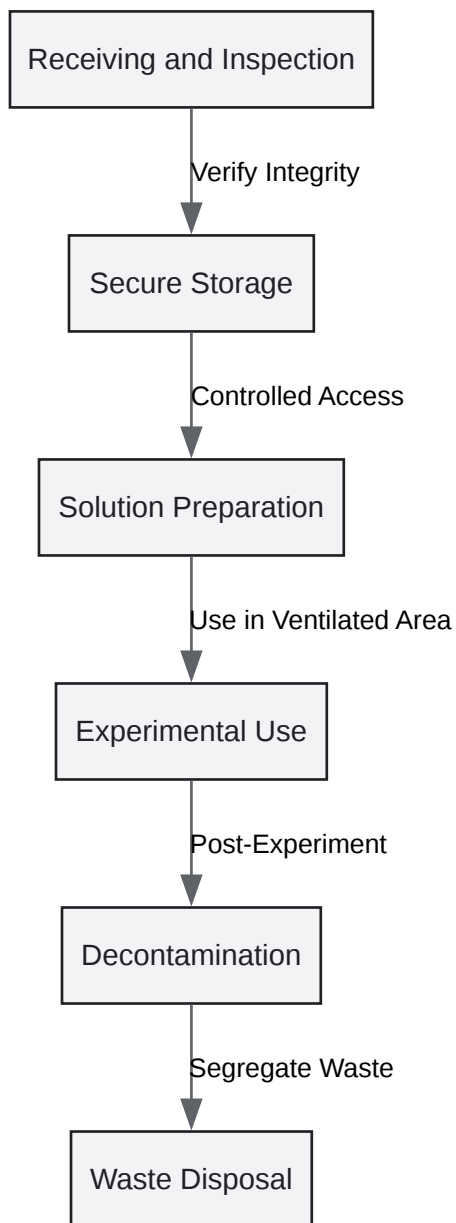 Receiving and Inspection
Verify Integrity
Secure Storage
Controlled Access
Solution Preparation
Use in Ventilated Area
Experimental Use
Post-Experiment
Decontamination
Segregate Waste
Waste Disposal